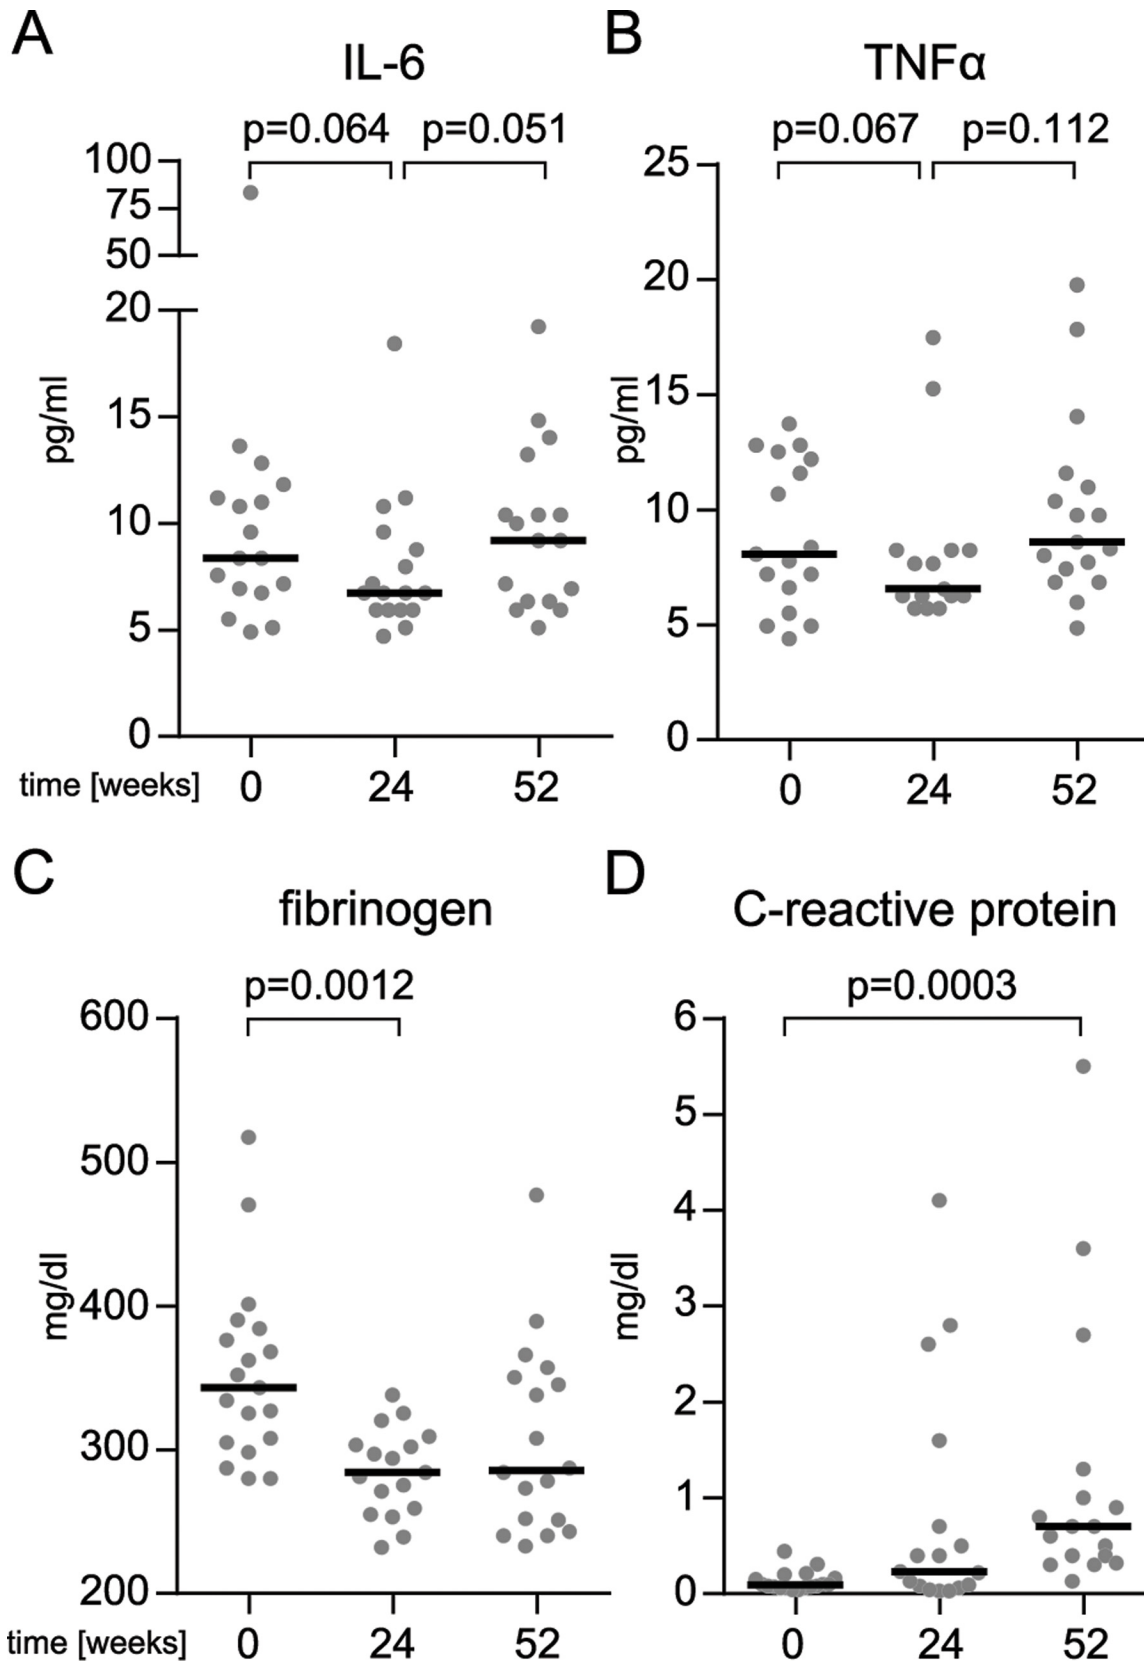 A
IL-6
p=0.064 p=0.051
100
75
50
20
15
10
5
0
pg/ml
time [weeks] 0 24 52
B
TNFα
p=0.067 p=0.112
25
20
15
10
5
0
pg/ml
0 24 52
C
fibrinogen
p=0.0012
600
500
400
300
200
mg/dl
time [weeks] 0 24 52
D
C-reactive protein
p=0.0003
6
5
4
3
2
1
0
mg/dl
0 24 52